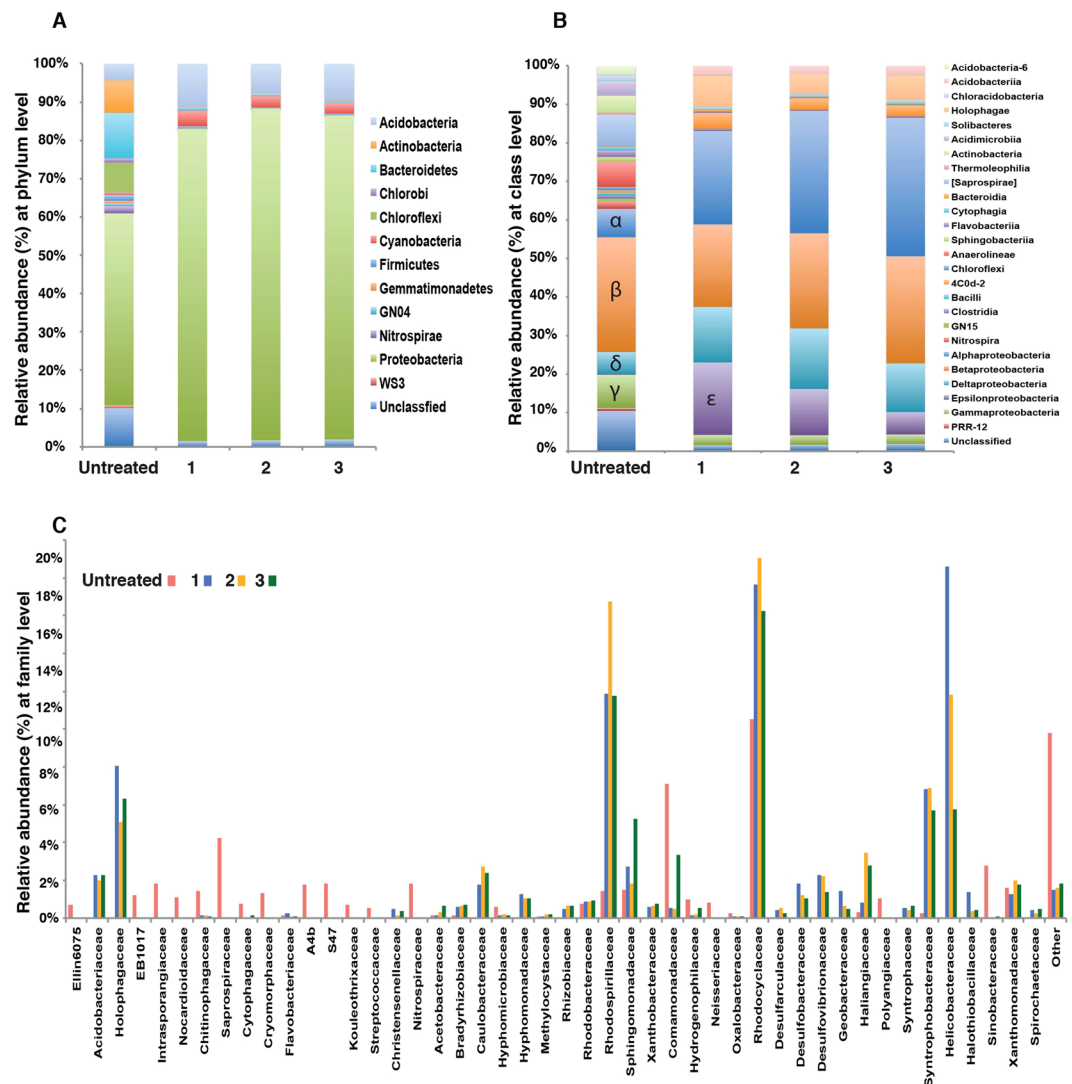 A
Relative abundance (%) at phylum level
100%
90%
80%
70%
60%
50%
40%
30%
20%
10%
0%
Untreated 1 2 3
Acidobacteria
Actinobacteria
Bacteroidetes
Chlorobi
Chloroflexi
Cyanobacteria
Firmicutes
Gemmatimonadetes
GN04
Nitrospirae
Proteobacteria
WS3
Unclassfied
B
Relative abundance (%) at class level
100%
90%
80%
70%
60%
50%
40%
30%
20%
10%
0%
α
β
δ
γ
ε
Untreated 1 2 3
Acidobacteria-6
Acidobacteriia
Chloracidobacteria
Holophagae
Solibacteres
Acidimicrobiia
Actinobacteria
Thermoleophilia
[Saprospirae]
Bacteroidia
Cytophagia
Flavobacteriia
Sphingobacteriia
Anaerolineae
Chloroflexi
4C0d-2
Bacilli
Clostridia
GN15
Nitrospira
Alphaproteobacteria
Betaproteobacteria
Deltaproteobacteria
Epsilonproteobacteria
Gammaproteobacteria
PRR-12
Unclassified
C
Relative abundance (%) at family level
20%
18%
16%
14%
12%
10%
8%
6%
4%
2%
0%
Untreated 1 2 3
Ellin6075
Acidobacteriaceae
Holophagaceae
EB1017
Intrasporangiaceae
Nocardioidaceae
Chitinophagaceae
Saprospiraceae
Cytophagaceae
Cryomorphaceae
Flavobacteriaceae
A4b
S47
Kouleothrixaceae
Streptococcaceae
Christensenellaceae
Nitrospiraceae
Acetobacteraceae
Bradyrhizobiaceae
Caulobacteraceae
Hyphomicrobiaceae
Hyphomonadaceae
Methylocystaceae
Rhizobiaceae
Rhodobacteraceae
Rhodospirillaceae
Sphingomonadaceae
Xanthobacteraceae
Comamonadaceae
Hydrogenophilaceae
Neisseriaceae
Oxalobacteraceae
Rhodocyclaceae
Desulfarculaceae
Desulfobacteraceae
Desulfovibrionaceae
Geobacteraceae
Haliangiaceae
Polyangiaceae
Syntrophaceae
Syntrophobacteraceae
Helicobacteraceae
Halothiobacillaceae
Sinobacteraceae
Xanthomonadaceae
Spirochaetaceae
Other